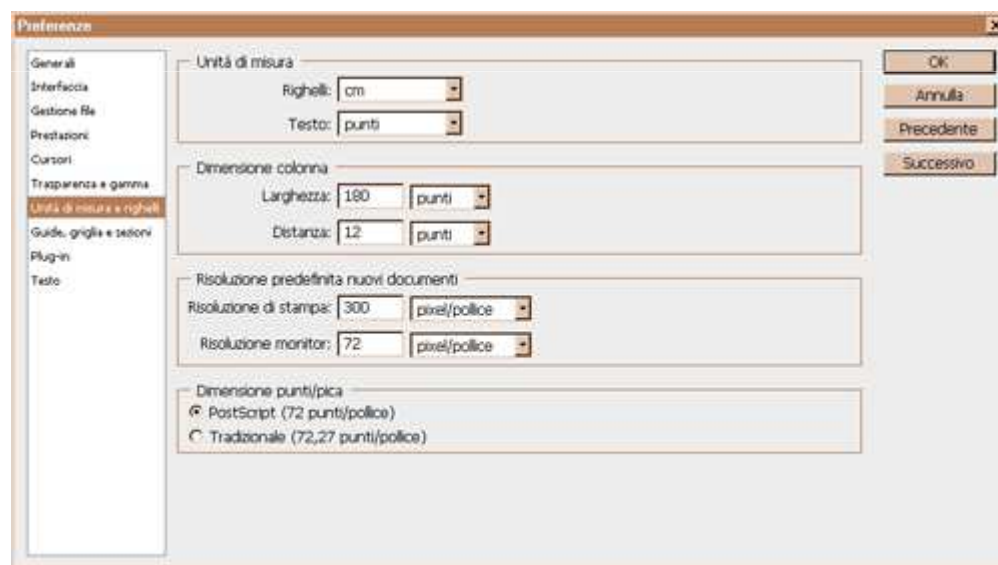 Preferenze
Generali
Interfaccia
Gestione file
Prestazioni
Cursori
Trasparenza e gamma
Unità di misura e righelli
Guide, griglia e sezioni
Plug-in
Testo
Unità di misura
Righelli: cm
Testo: punti
Dimensione colonna
Larghezza: 180 punti
Distanza: 12 punti
Risoluzione predefinita nuovi documenti
Risoluzione di stampa: 300 pixel/pollice
Risoluzione monitor: 72 pixel/pollice
Dimensione punti/pica
PostScript (72 punti/pollice)
Tradizionale (72,27 punti/pollice)
OK
Annulla
Precedente
Successivo